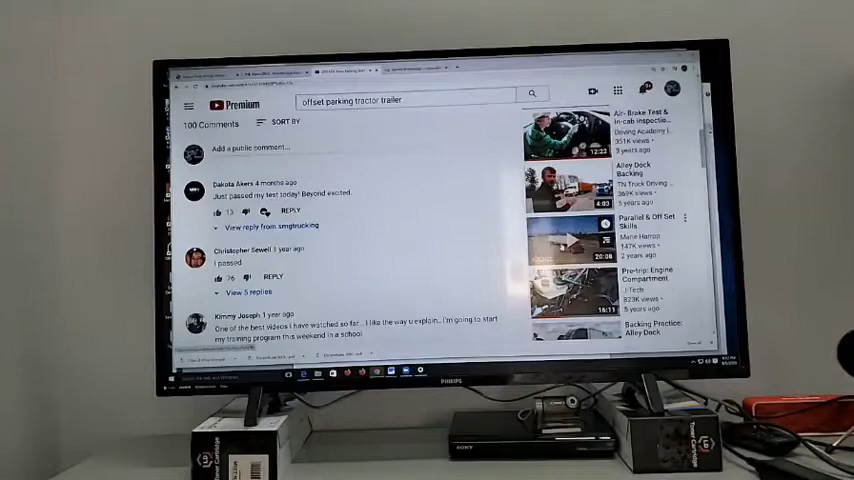 Premium
offset parking tractor trailer
100 Comments
SORT BY
Add a public comment...
Dakota Akers 4 months ago
Just passed my test today! Beyond excited.
13
REPLY
View reply from smgtrucking
Christopher Sewell 1 year ago
I passed
76
REPLY
View 5 replies
Kimmy Joseph 1 year ago
One of the best videos I have watched so far... I like the way u explain...I'm going to start
my training program this weekend in a school
Air- Brake Test &
In-cab Inspectio...
Driving Academy
351K views
3 years ago
12:22
Alley Dock
Backing
TN Truck Driving ...
369K views
5 years ago
4:03
Parallel & Off Set
Skills
Marie Harrop
147K views
2 years ago
20:08
Pre-trip: Engine
Compartment
J Tech
823K views
5 years ago
16:11
Backing Practice:
Alley Dock
PHILIPS
SONY
LD
Toner Cartridge
LD
Toner Cartridge